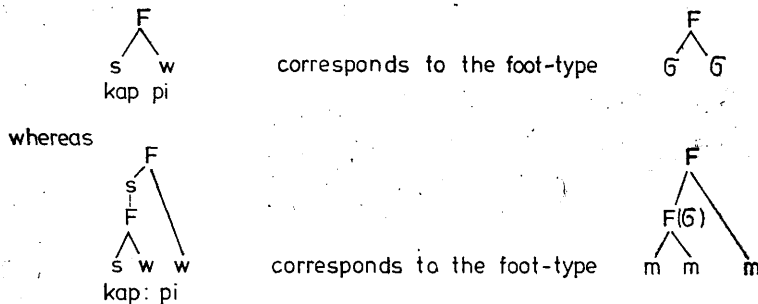 F F
s w corresponds to the foot-type σ σ
kap pi
whereas
F F
s
F F(σ)
s w w corresponds to the foot-type m m m
kap: pi